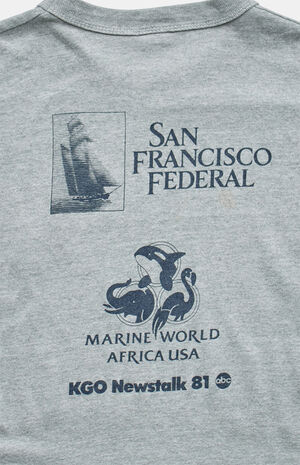 SAN
FRANCISCO
FEDERAL
MARINE WORLD
AFRICA USA
KGO Newstalk 81 abc